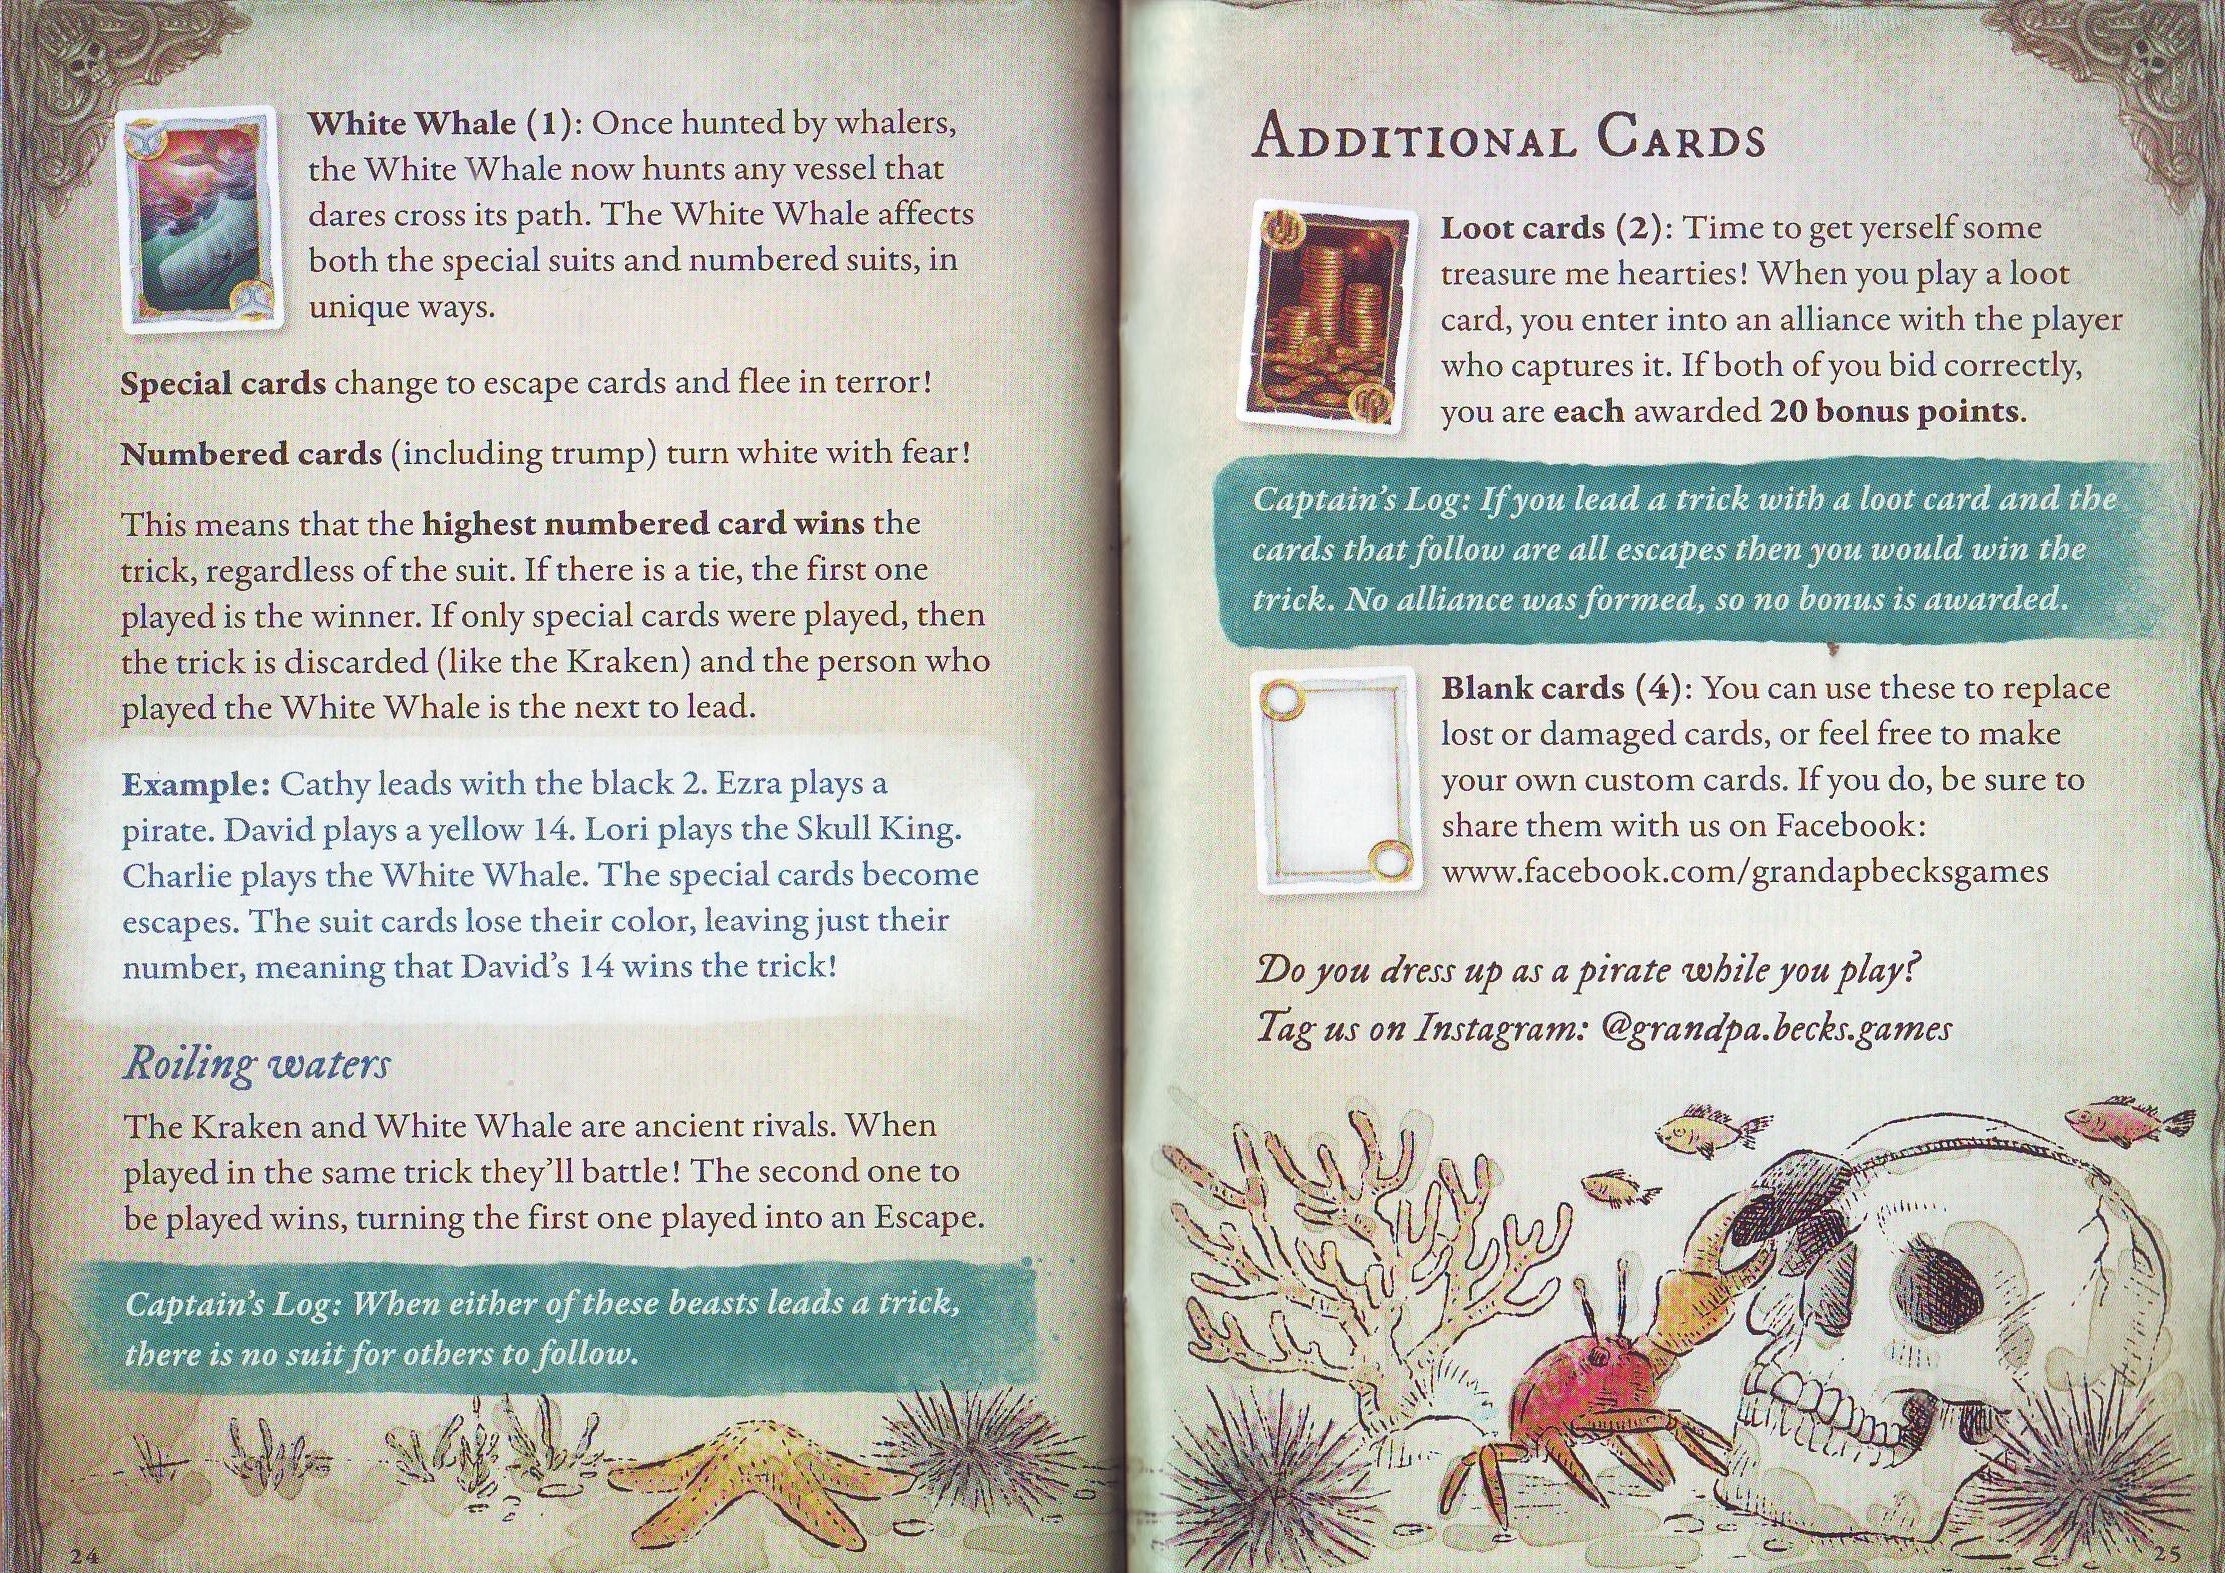 White Whale (1): Once hunted by whalers,
the White Whale now hunts any vessel that
dares cross its path. The White Whale affects
both the special suits and numbered suits, in
unique ways.
Special cards change to escape cards and flee in terror!
Numbered cards (including trump) turn white with fear!
This means that the highest numbered card wins the
trick, regardless of the suit. If there is a tie, the first one
played is the winner. If only special cards were played, then
the trick is discarded (like the Kraken) and the person who
played the White Whale is the next to lead.
Example: Cathy leads with the black 2. Ezra plays a
pirate. David plays a yellow 14. Lori plays the Skull King.
Charlie plays the White Whale. The special cards become
escapes. The suit cards lose their color, leaving just their
number, meaning that David's 14 wins the trick!
Roiling waters
The Kraken and White Whale are ancient rivals. When
played in the same trick they'll battle! The second one to
be played wins, turning the first one played into an Escape.
Captain's Log: When either of these beasts leads a trick,
there is no suit for others to follow.
24
Additional Cards
Loot cards (2): Time to get yerself some
treasure me hearties! When you play a loot
card, you enter into an alliance with the player
who captures it. If both of you bid correctly,
you are each awarded 20 bonus points.
Captain's Log: If you lead a trick with a loot card and the
cards that follow are all escapes then you would win the
trick. No alliance was formed, so no bonus is awarded.
Blank cards (4): You can use these to replace
lost or damaged cards, or feel free to make
your own custom cards. If you do, be sure to
share them with us on Facebook:
www.facebook.com/grandapbecksgames
Do you dress up as a pirate while you play?
Tag us on Instagram: @grandpa.becks.games
25